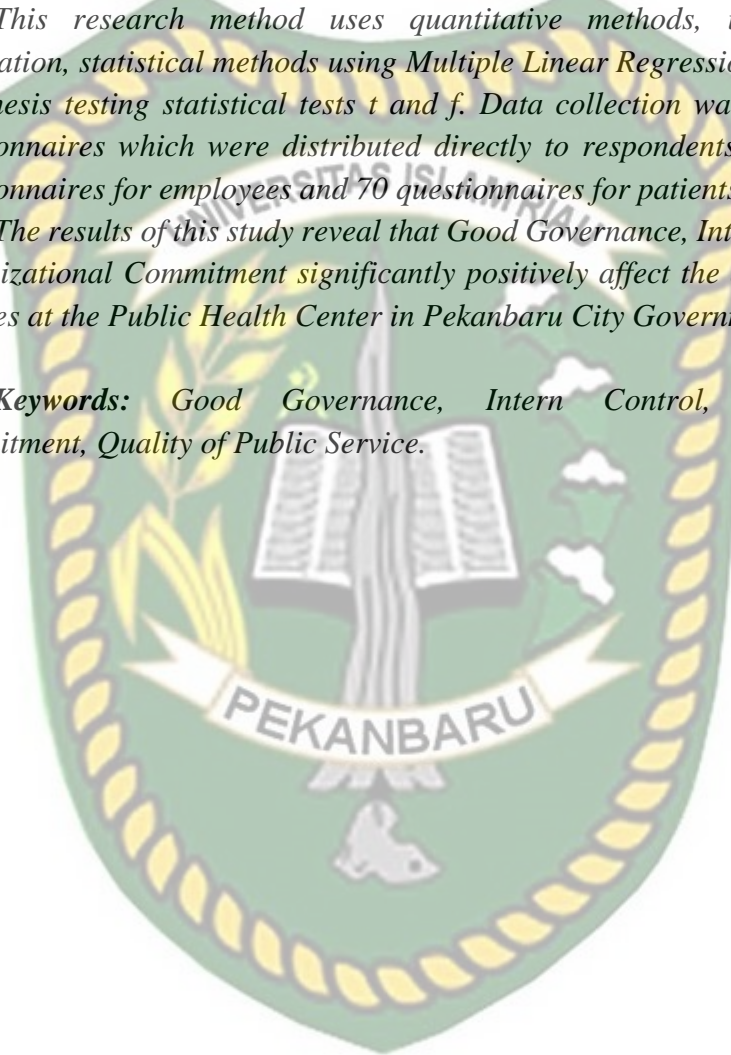 This research method uses quantitative methods, i
ation, statistical methods using Multiple Linear Regressio
nesis testing statistical tests t and f. Data collection wa
onnaires which were distributed directly to respondents
onnaires for employees and 70 questionnaires for patients
UNIVERSITAS ISLAM RIAU
The results of this study reveal that Good Governance, Int
izational Commitment significantly positively affect the
es at the Public Health Center in Pekanbaru City Governm
Keywords: Good Governance, Intern Control,
itment, Quality of Public Service.
PEKANBARU